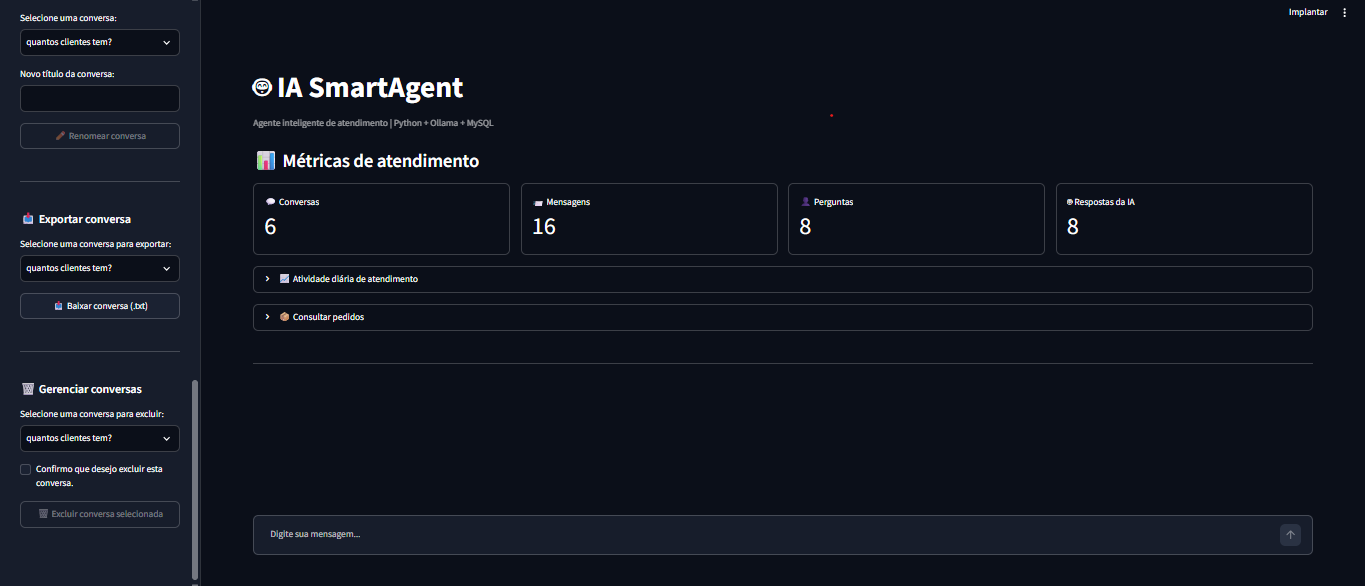 Selecione uma conversa:
quantos clientes tem?
Novo título da conversa:
Renomear conversa
Exportar conversa
Selecione uma conversa para exportar:
quantos clientes tem?
Baixar conversa (.txt)
Gerenciar conversas
Selecione uma conversa para excluir:
quantos clientes tem?
Confirmo que desejo excluir esta
conversa.
Excluir conversa selecionada
Implantar
IA SmartAgent
Agente inteligente de atendimento | Python + Ollama + MySQL
Métricas de atendimento
Conversas
6
Mensagens
16
Perguntas
8
Respostas da IA
8
Atividade diária de atendimento
Consultar pedidos
Digite sua mensagem...